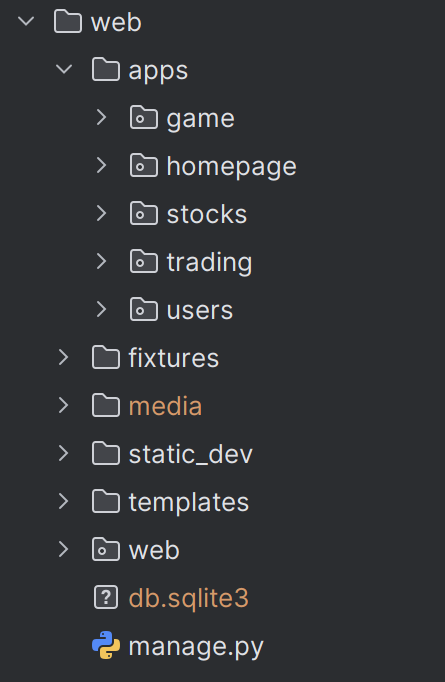 web
apps
game
homepage
stocks
trading
users
fixtures
media
static_dev
templates
web
db.sqlite3
manage.py